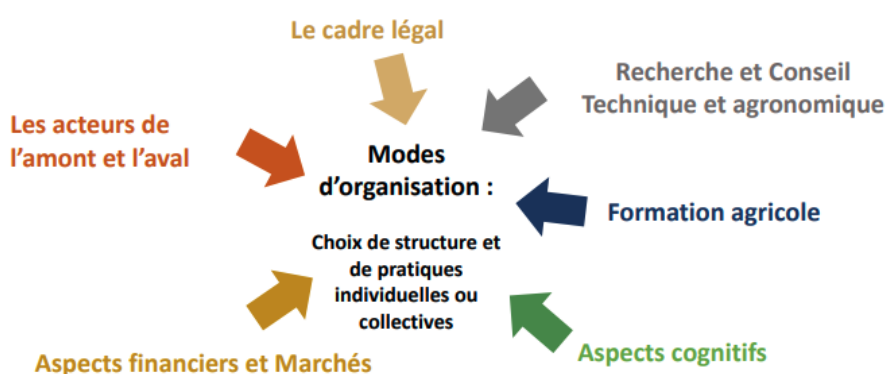 Le cadre légal
Recherche et Conseil
Technique et agronomique
Les acteurs de
l'amont et l'aval
Modes
d'organisation :
Formation agricole
Choix de structure et
de pratiques
individuelles ou
collectives
Aspects cognitifs
Aspects financiers et Marchés